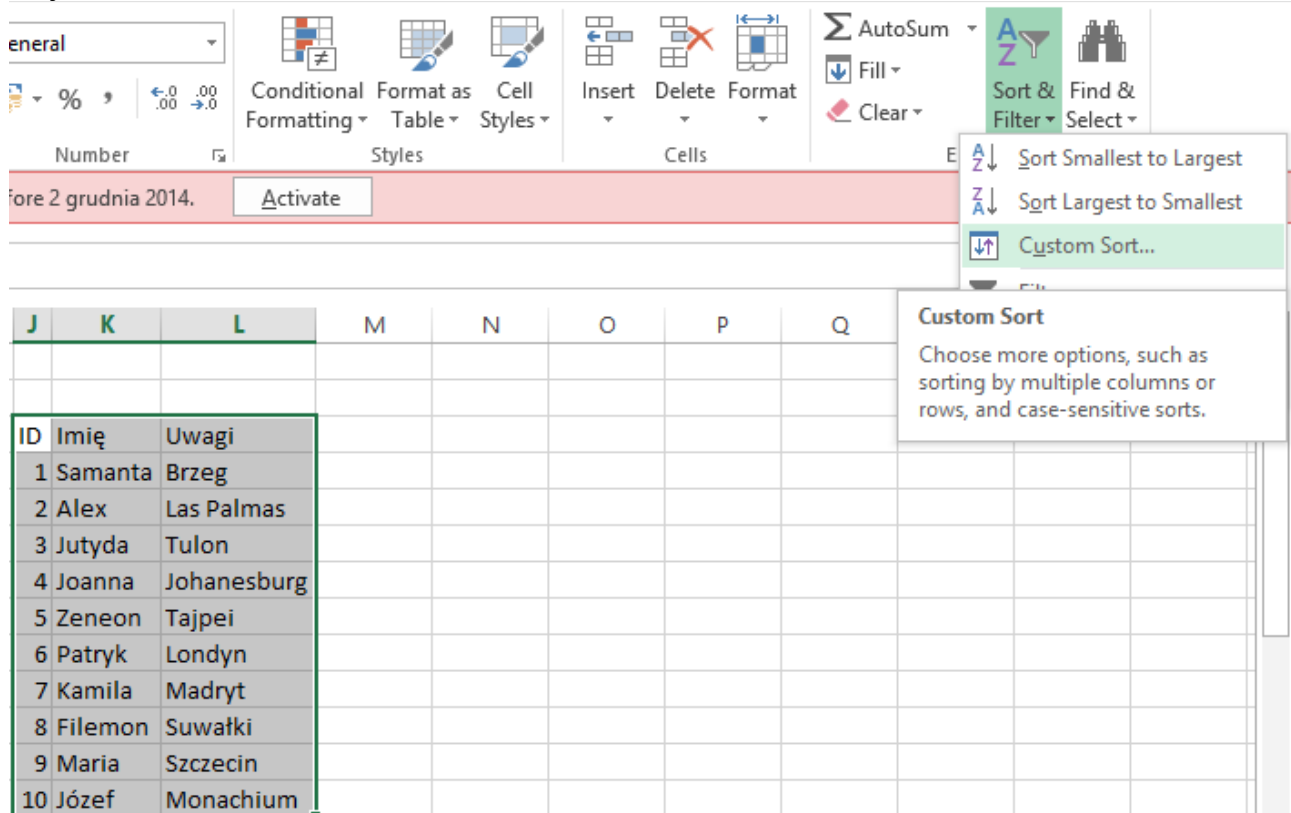 eneral
AutoSum
Fill
Clear
% , .0 .00 .00 .0
Conditional Formatting
Format as Table
Cell Styles
Insert Delete Format
Sort & Filter
Find & Select
Number Styles Cells E
Sort Smallest to Largest
fore 2 grudnia 2014. Activate
Sort Largest to Smallest
Custom Sort...
Custom Sort
Choose more options, such as
sorting by multiple columns or
rows, and case-sensitive sorts.
J K L M N O P Q
ID Imię Uwagi
1 Samanta Brzeg
2 Alex Las Palmas
3 Jutyda Tulon
4 Joanna Johanesburg
5 Zeneon Tajpei
6 Patryk Londyn
7 Kamila Madryt
8 Filemon Suwałki
9 Maria Szczecin
10 Józef Monachium